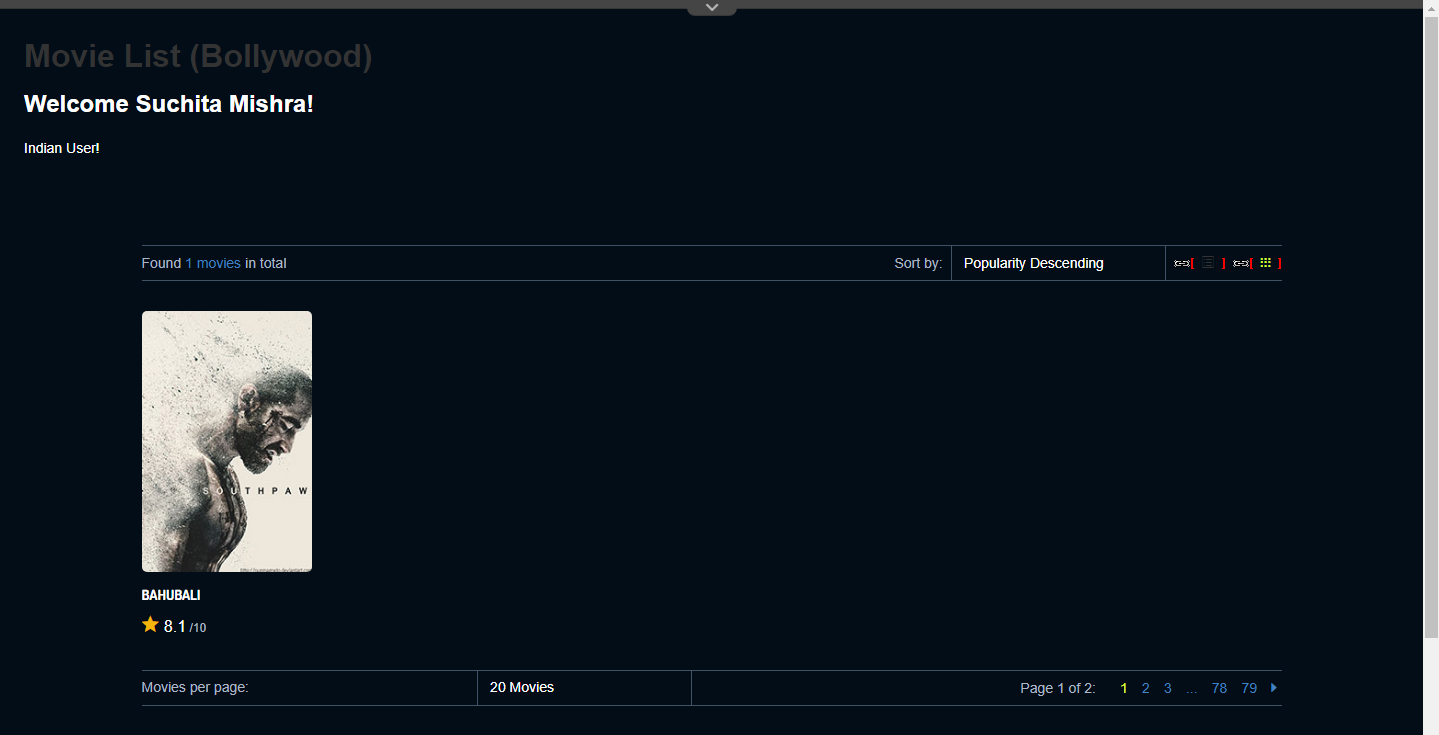 Movie List (Bollywood)
Welcome Suchita Mishra!
Indian User!
Found 1 movies in total
Sort by: Popularity Descending
[ ] [ ]
SOUTHPAW
BAHUBALI
8.1 /10
Movies per page: 20 Movies
Page 1 of 2: 1 2 3 ... 78 79